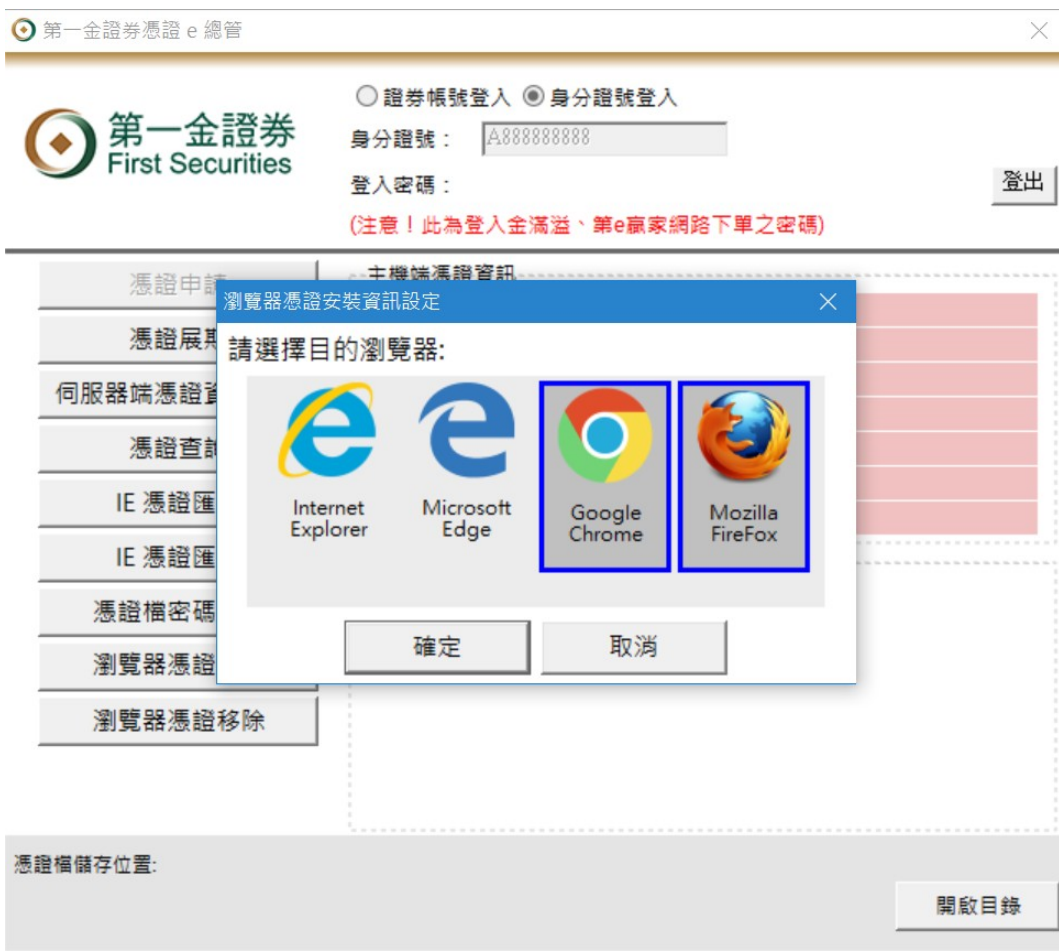 第一金證券憑證 e 總管
證券帳號登入 身分證號登入
第一金證券
First Securities
身分證號：
A888888888
登入密碼：
登出
(注意！此為登入金滿溢、第e贏家網路下單之密碼)
憑證申請
主機端憑證資訊
瀏覽器憑證安裝資訊設定
憑證展期
請選擇目的瀏覽器:
伺服器端憑證
憑證查詢
IE 憑證匯
IE 憑證匯
憑證檔密碼
瀏覽器憑證
瀏覽器憑證移除
Internet
Explorer
Microsoft
Edge
Google
Chrome
Mozilla
FireFox
確定
取消
憑證檔儲存位置:
開啟目錄